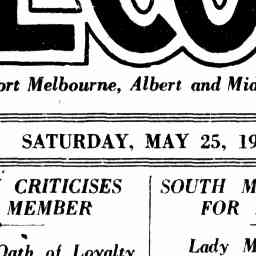 ort Melbourne, Albert and Mid
SATURDAY, MAY 25, 19
CRITICISES
MEMBER
Oath of Loyalty
SOUTH M
FOR
Lady M